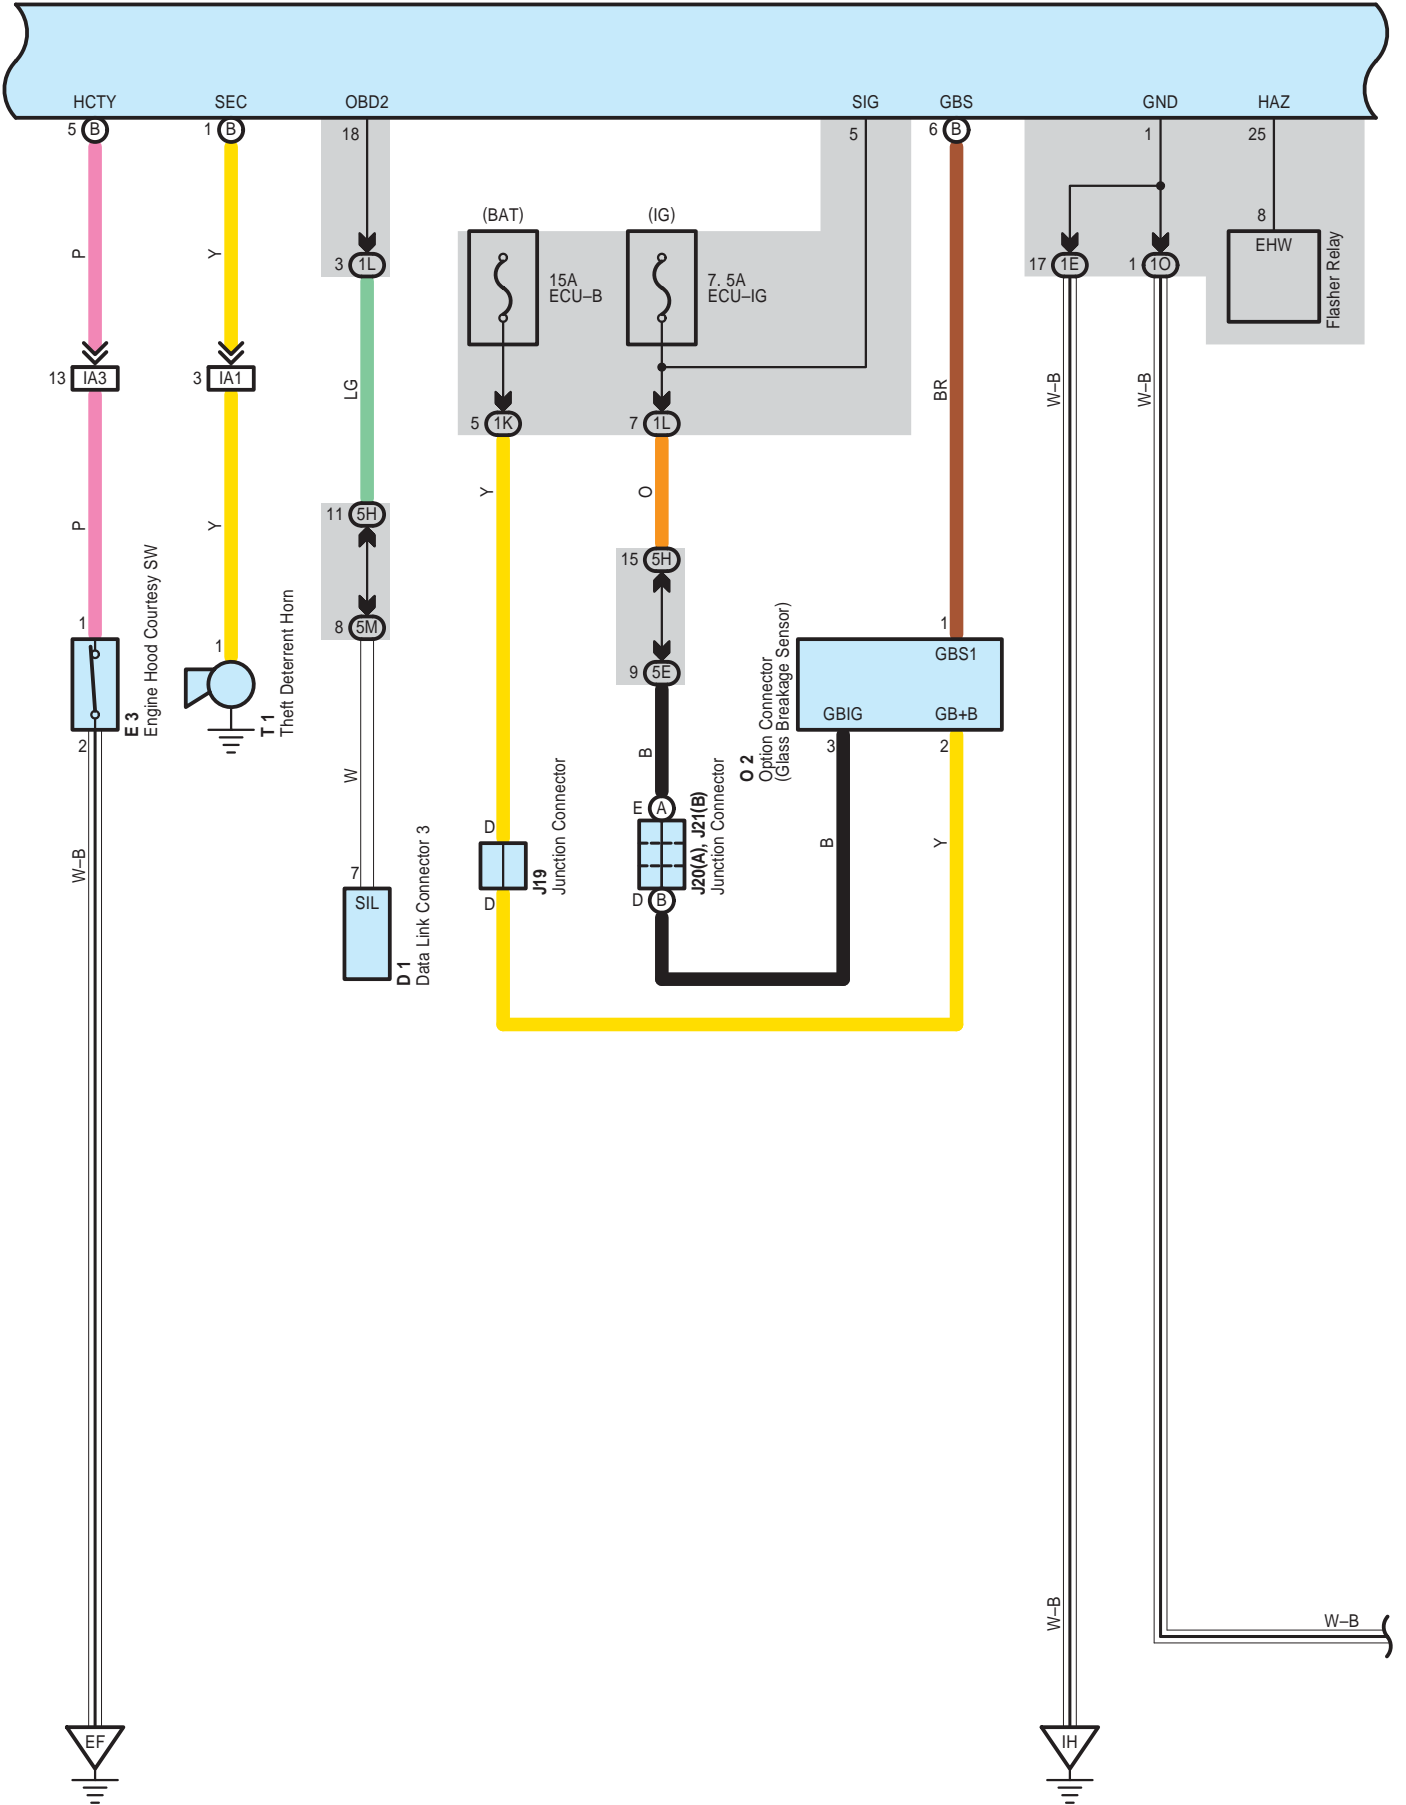 HCTY SEC OBD2 SIG GBS GND HAZ
5 B 1 B 18 5 6 B 1 25
(BAT) (IG)
8
EHW
Flasher Relay
P Y 3 1L 17 1E 1 1O
15A
ECU–B
7. 5A
ECU–IG
13 IA3 3 IA1 LG BR W–B W–B
5 1K 7 1L
Y O
11 5H
P Y
15 5H
8 5M
1 1 1
E 3
Engine Hood Courtesy SW
T 1
Theft Deterrent Horn
9 5E
O 2
Option Connector
(Glass Breakage Sensor)
GBS1
GBIG GB+B
2 3 2
W B
E A
D
J19
Junction Connector
J20(A), J21(B)
Junction Connector
B Y
W–B
7
SIL
D 1
Data Link Connector 3
D D B
W–B W–B
EF IH